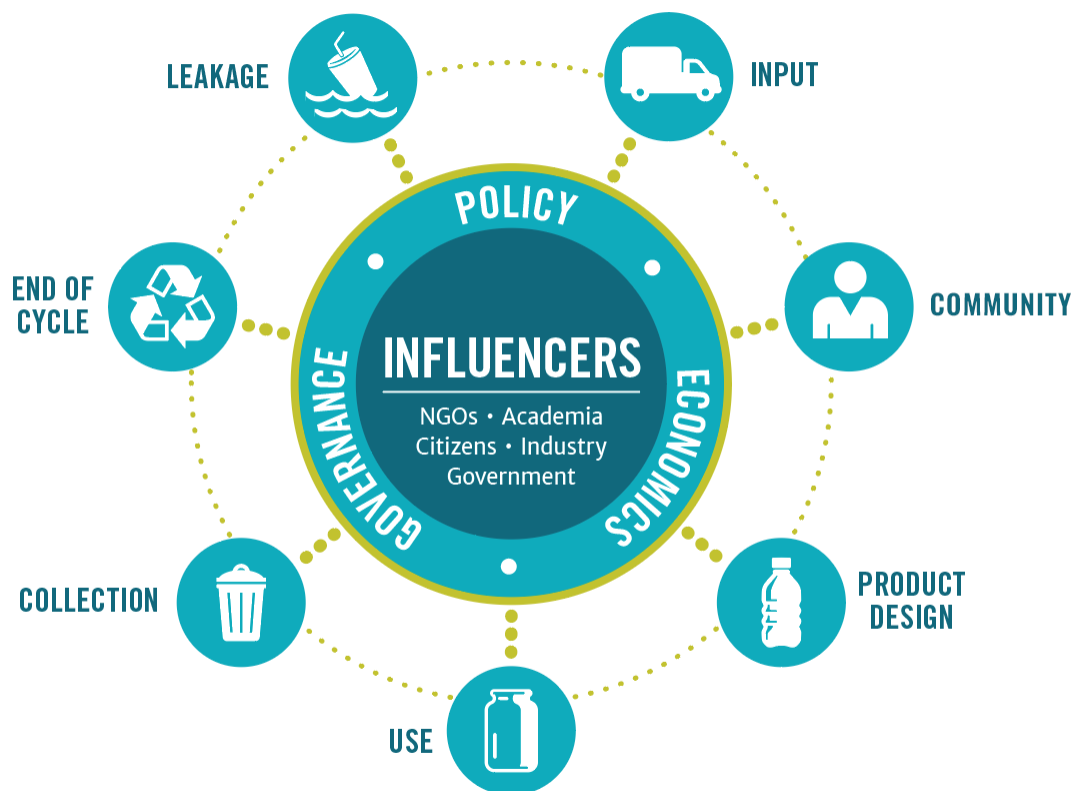 LEAKAGE
INPUT
POLICY
END OF
CYCLE
COMMUNITY
GOVERNANCE
INFLUENCERS
NGOs • Academia
Citizens • Industry
Government
ECONOMICS
COLLECTION
PRODUCT
DESIGN
USE